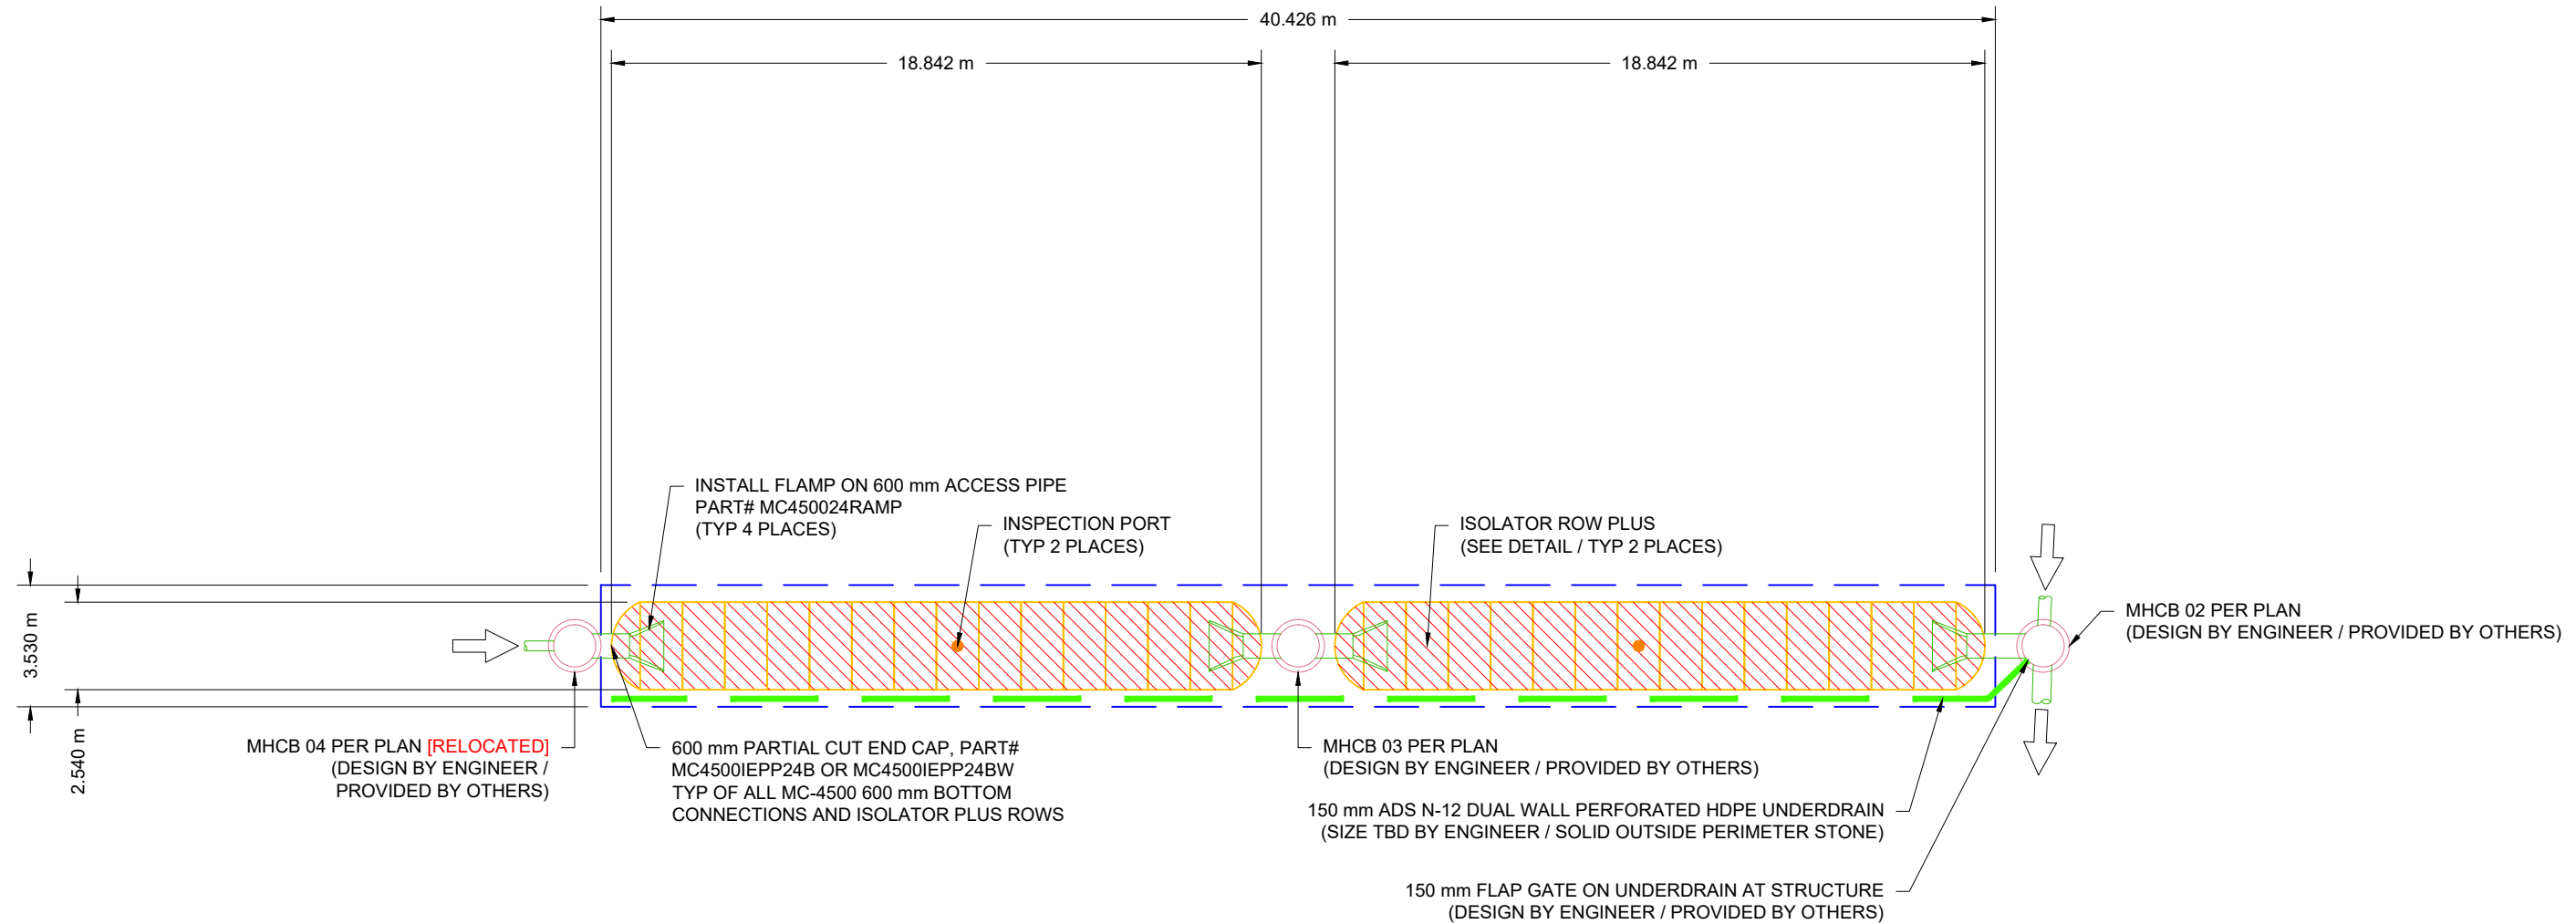 40.426 m
18.842 m
18.842 m
INSTALL FLAMP ON 600 mm ACCESS PIPE
PART# MC450024RAMP
(TYP 4 PLACES)
INSPECTION PORT
(TYP 2 PLACES)
ISOLATOR ROW PLUS
(SEE DETAIL / TYP 2 PLACES)
3.530 m
2.540 m
MHCB 02 PER PLAN
(DESIGN BY ENGINEER / PROVIDED BY OTHERS)
MHCB 04 PER PLAN [RELOCATED]
(DESIGN BY ENGINEER /
PROVIDED BY OTHERS)
600 mm PARTIAL CUT END CAP, PART#
MC4500IEPP24B OR MC4500IEPP24BW
TYP OF ALL MC-4500 600 mm BOTTOM
CONNECTIONS AND ISOLATOR PLUS ROWS
MHCB 03 PER PLAN
(DESIGN BY ENGINEER / PROVIDED BY OTHERS)
150 mm ADS N-12 DUAL WALL PERFORATED HDPE UNDERDRAIN
(SIZE TBD BY ENGINEER / SOLID OUTSIDE PERIMETER STONE)
150 mm FLAP GATE ON UNDERDRAIN AT STRUCTURE
(DESIGN BY ENGINEER / PROVIDED BY OTHERS)